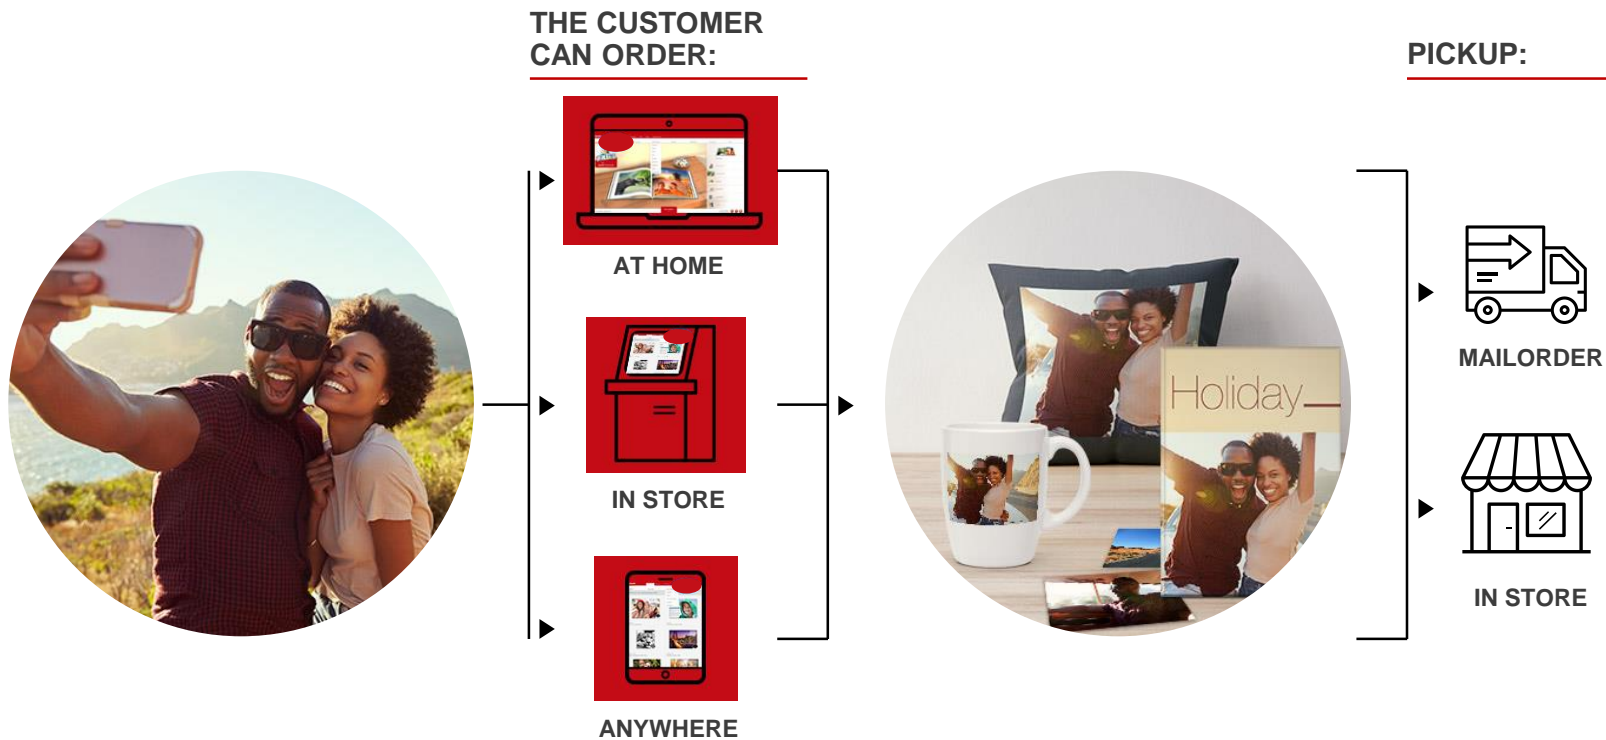 THE CUSTOMER
CAN ORDER:
PICKUP:
AT HOME
IN STORE
ANYWHERE
Holiday
MAILORDER
IN STORE